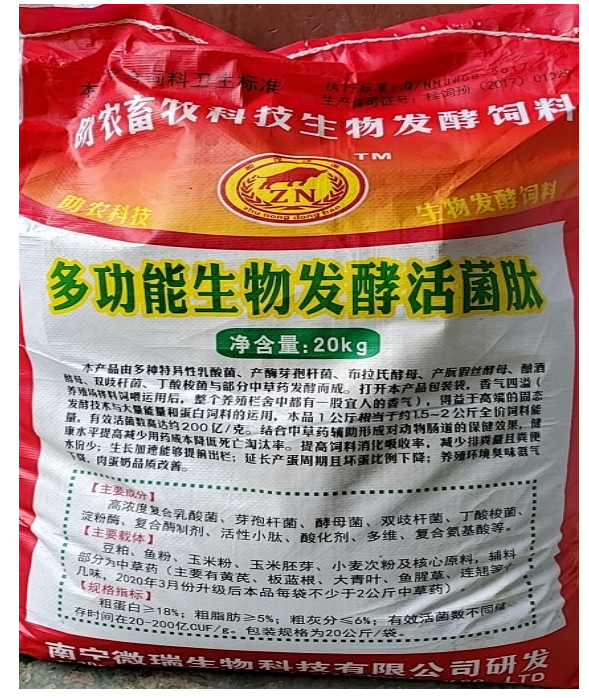 本产品符合饲料卫生标准
执行标准：Q/NNJW08-2017
生产许可证号：桂饲预（2017）01029
助农畜牧科技生物发酵饲料
TM
ZN
zhu nong dong bao
助农科技
生物发酵饲料
多功能生物发酵活菌肽
净含量:20kg
本产品由多种特异性乳酸菌、产酶芽孢杆菌、布拉氏酵母、产朊假丝酵母、酿酒
酵母、双歧杆菌、丁酸梭菌与部分中草药发酵而成。打开本产品包装袋，香气四溢（
养殖场拌料饲喂运用后，整个养殖栏舍中都有一股宜人的香气），得益于高端的固态
发酵技术与大量能量和蛋白饲料的运用，本品1公斤相当于约1.5-2公斤全价饲料能
量，有效活菌数高达约200亿/克。结合中草药辅助形成对动物肠道的保健效果，健
康水平提高减少用药成本降低死亡淘汰率。提高饲料消化吸收率，减少排粪量且粪便
水份少；生长加速能够提前出栏；延长产蛋周期且坏蛋比例下降；养殖环境臭味氨气
下降，肉蛋奶品质改善。
【主要成分】
高浓度复合乳酸菌、芽孢杆菌、酵母菌、双歧杆菌、丁酸梭菌、
淀粉酶、复合酶制剂、活性小肽、酸化剂、多维、复合氨基酸等。
【主要载体】
豆粕、鱼粉、玉米粉、玉米胚芽、小麦次粉及核心原料，辅料
部分为中草药（主要有黄芪、板蓝根、大青叶、鱼腥草、连翘等
几味，2020年3月份升级后本品每袋不少于2公斤中草药）.
【规格指标】
粗蛋白≥18%；粗脂肪≥5%；粗灰分≤6%；有效活菌数不同储
存时间在20-200亿CUF/g。包装规格为20公斤/袋。
南宁微瑞生物科技有限公司研发
LTD